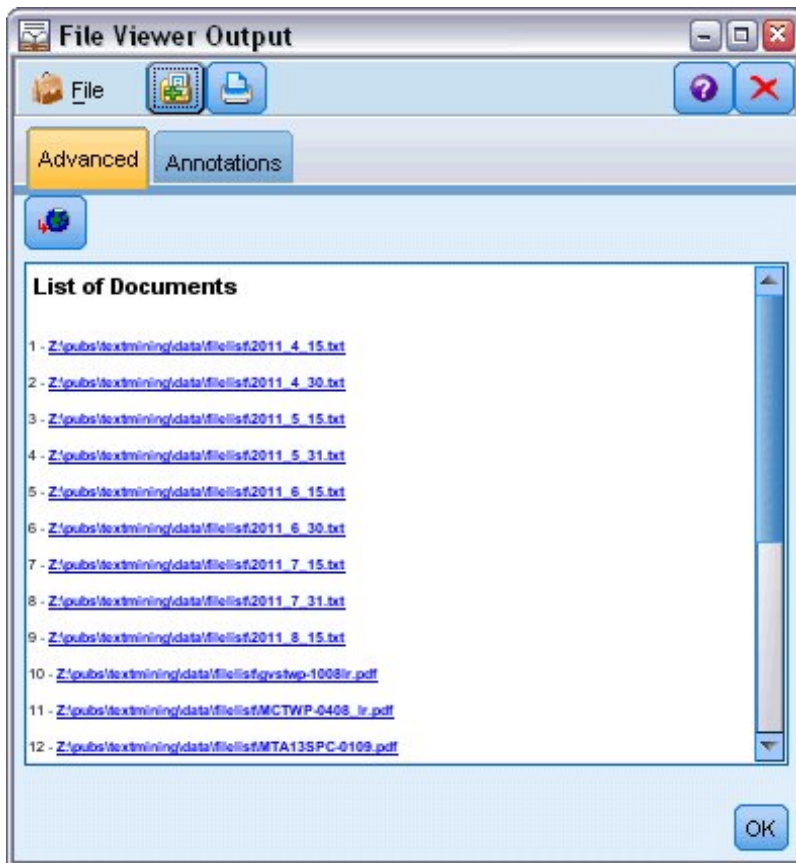 File Viewer Output
File
Advanced
Annotations
List of Documents
1 - Z:\pubs\textmining\data\filelist\2011_4_15.txt
2 - Z:\pubs\textmining\data\filelist\2011_4_30.txt
3 - Z:\pubs\textmining\data\filelist\2011_5_15.txt
4 - Z:\pubs\textmining\data\filelist\2011_5_31.txt
5 - Z:\pubs\textmining\data\filelist\2011_6_15.txt
6 - Z:\pubs\textmining\data\filelist\2011_6_30.txt
7 - Z:\pubs\textmining\data\filelist\2011_7_15.txt
8 - Z:\pubs\textmining\data\filelist\2011_7_31.txt
9 - Z:\pubs\textmining\data\filelist\2011_8_15.txt
10 - Z:\pubs\textmining\data\filelist\gvstwp-1008lr.pdf
11 - Z:\pubs\textmining\data\filelist\MCTWP-0408_lr.pdf
12 - Z:\pubs\textmining\data\filelist\MTA13SPC-0109.pdf
OK